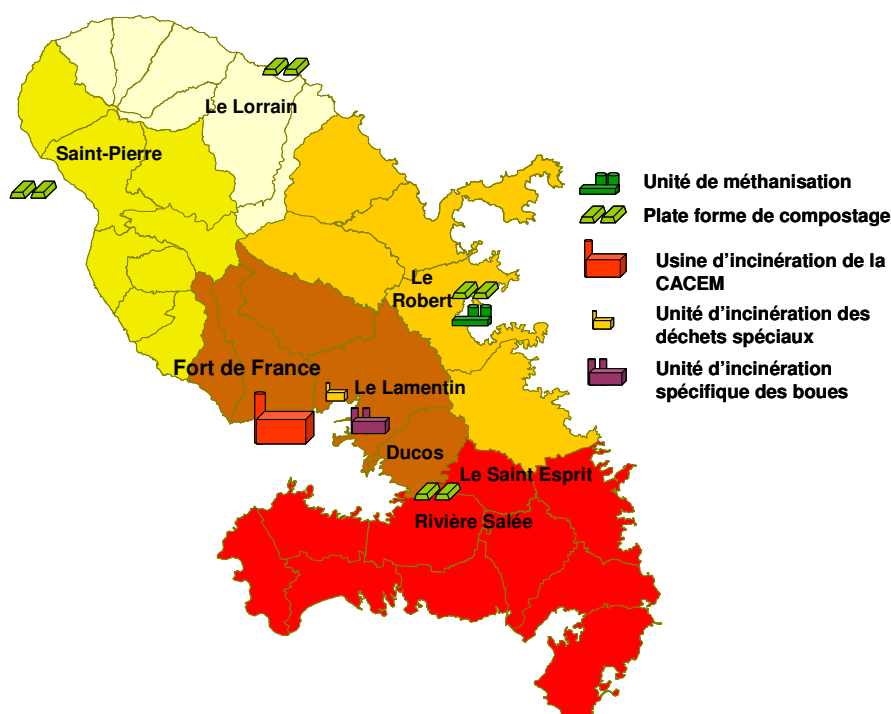 Le Lorrain
Saint-Pierre
Le
Robert
Fort de France
Le Lamentin
Ducos
Le Saint Esprit
Rivière Salée
Unité de méthanisation
Plate forme de compostage
Usine d'incinération de la
CACEM
Unité d'incinération des
déchets spéciaux
Unité d'incinération
spécifique des boues